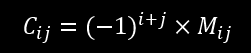 C_{ij} = (-1)^{i+j} × M_{ij}